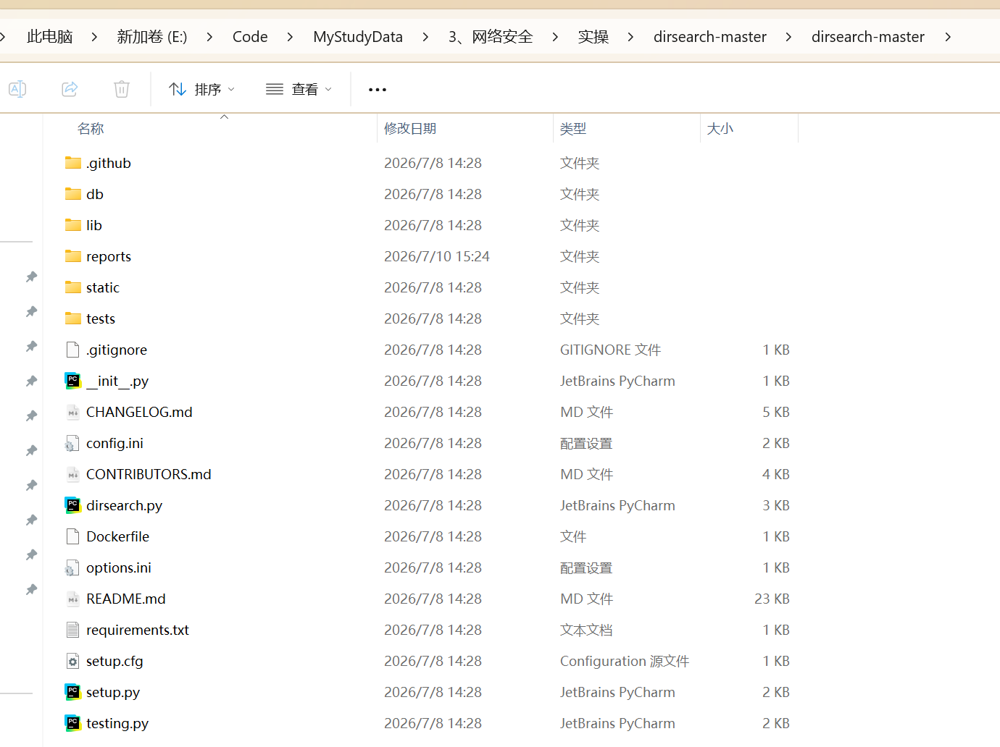 此电脑 > 新加卷 (E:) > Code > MyStudyData > 3、网络安全 > 实操 > dirsearch-master > dirsearch-master >
排序 查看 •••
名称 修改日期 类型 大小
.github 2026/7/8 14:28 文件夹
db 2026/7/8 14:28 文件夹
lib 2026/7/8 14:28 文件夹
reports 2026/7/10 15:24 文件夹
static 2026/7/8 14:28 文件夹
tests 2026/7/8 14:28 文件夹
.gitignore 2026/7/8 14:28 GITIGNORE 文件 1 KB
__init__.py 2026/7/8 14:28 JetBrains PyCharm 1 KB
CHANGELOG.md 2026/7/8 14:28 MD 文件 5 KB
config.ini 2026/7/8 14:28 配置设置 2 KB
CONTRIBUTORS.md 2026/7/8 14:28 MD 文件 4 KB
dirsearch.py 2026/7/8 14:28 JetBrains PyCharm 3 KB
Dockerfile 2026/7/8 14:28 文件 1 KB
options.ini 2026/7/8 14:28 配置设置 1 KB
README.md 2026/7/8 14:28 MD 文件 23 KB
requirements.txt 2026/7/8 14:28 文本文档 1 KB
setup.cfg 2026/7/8 14:28 Configuration 源文件 1 KB
setup.py 2026/7/8 14:28 JetBrains PyCharm 2 KB
testing.py 2026/7/8 14:28 JetBrains PyCharm 2 KB